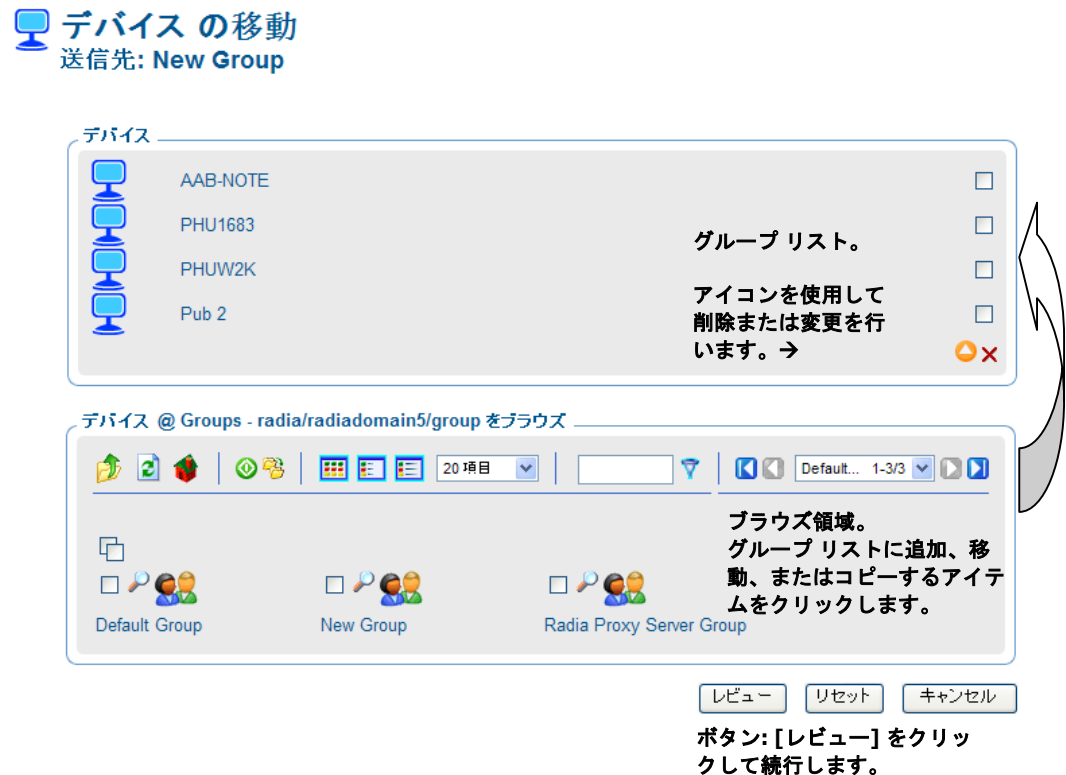 デバイス の移動
送信先: New Group
デバイス
AAB-NOTE
PHU1683
PHUW2K
Pub 2
グループ リスト。
アイコンを使用して
削除または変更を行
います。→
デバイス @ Groups - radia/radiadomain5/group をブラウズ
20 項目
Default... 1-3/3
ブラウズ領域。
グループ リストに追加、移
動、またはコピーするアイテ
ムをクリックします。
Default Group
New Group
Radia Proxy Server Group
レビュー
リセット
キャンセル
ボタン: [レビュー] をクリッ
クして続行します。